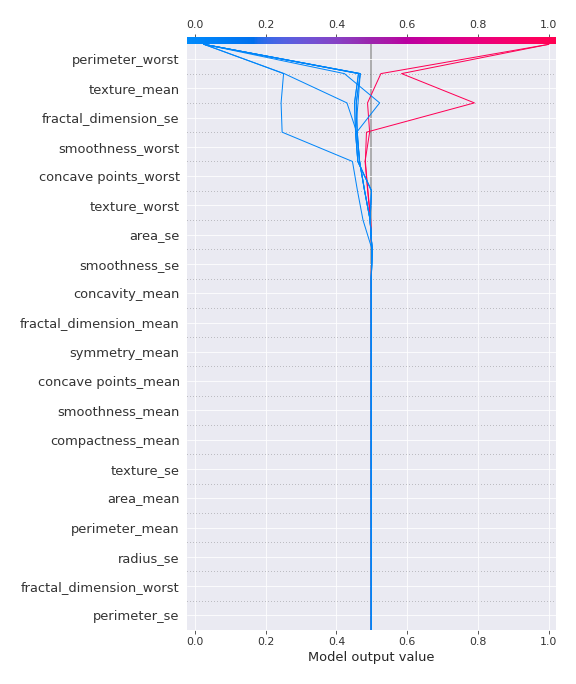 0.0 0.2 0.4 0.6 0.8 1.0
perimeter_worst
texture_mean
fractal_dimension_se
smoothness_worst
concave points_worst
texture_worst
area_se
smoothness_se
concavity_mean
fractal_dimension_mean
symmetry_mean
concave points_mean
smoothness_mean
compactness_mean
texture_se
area_mean
perimeter_mean
radius_se
fractal_dimension_worst
perimeter_se
0.0 0.2 0.4 0.6 0.8 1.0
Model output value